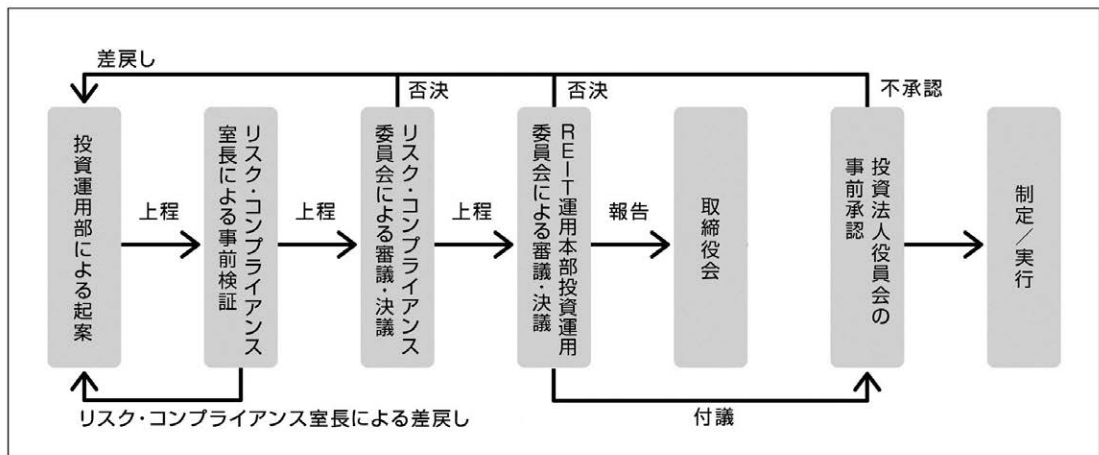 差戻し
否決
否決
不承認
投資運用部による起案
上程
リスク・コンプライアンス
室長による事前検証
上程
リスク・コンプライアンス
委員会による審議・決議
上程
REIT運用本部投資運用
委員会による審議・決議
報告
取締役会
投資法人役員会の
事前承認
制定／実行
リスク・コンプライアンス室長による差戻し
付議